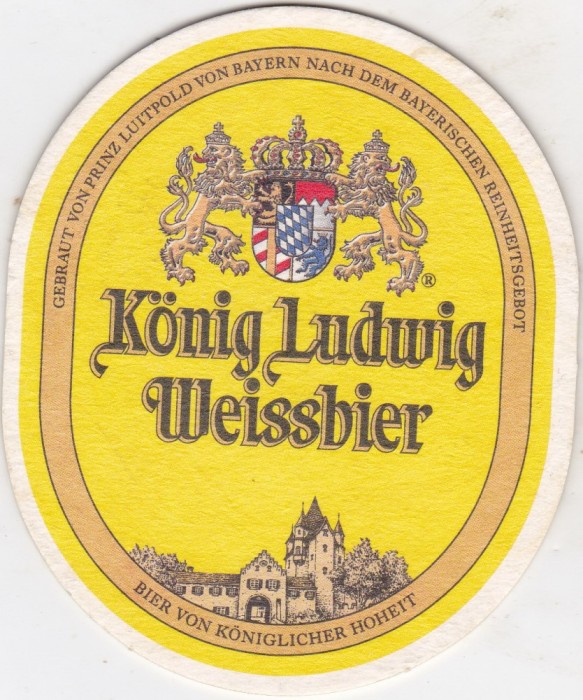 GEBRAUT VON PRINZ LUITPOLD VON BAYERN NACH DEM BAYERISCHEN REINHEITSGEBOT
®
König Ludwig
Weissbier
BIER VON KÖNIGLICHER HOHEIT